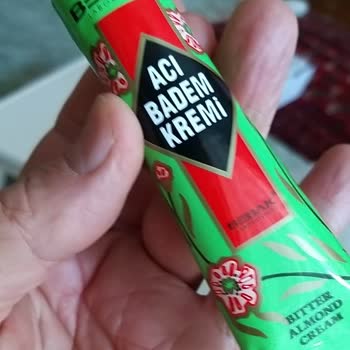 ACI
BADEM
KREMİ
BITTER
ALMOND
CREAM